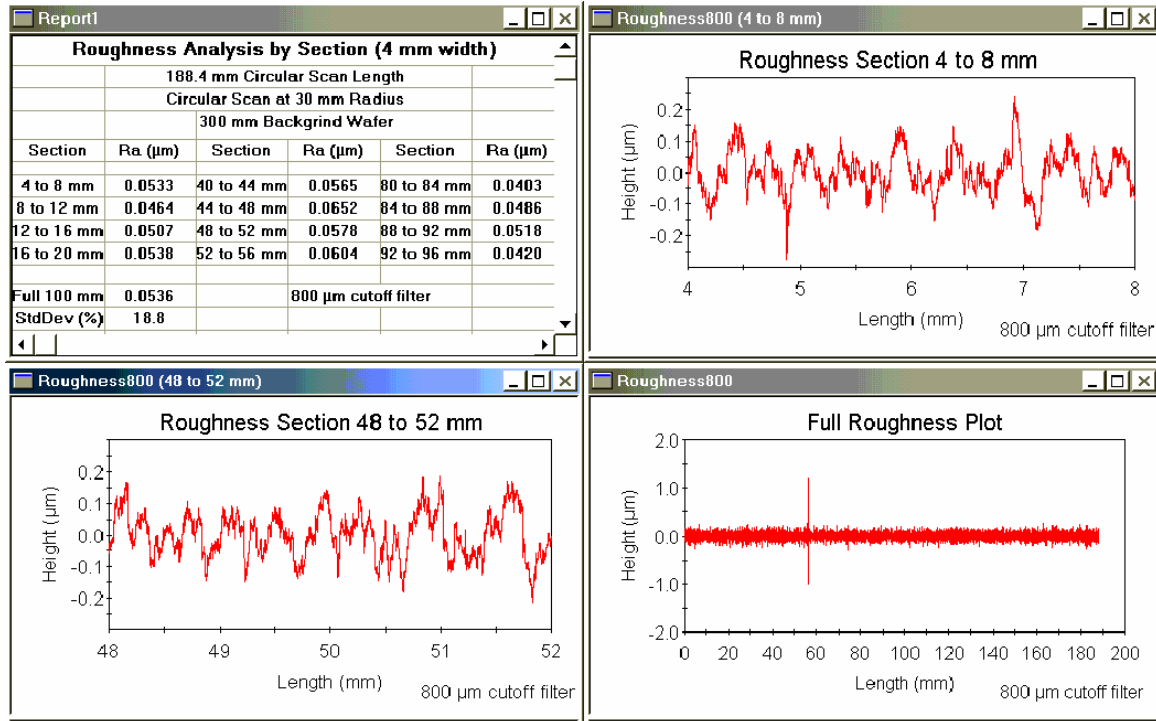 Report1
Roughness Analysis by Section (4 mm width)
188.4 mm Circular Scan Length
Circular Scan at 30 mm Radius
300 mm Backgrind Wafer
Section Ra (µm) Section Ra (µm) Section Ra (µm)
4 to 8 mm 0.0533 40 to 44 mm 0.0565 80 to 84 mm 0.0403
8 to 12 mm 0.0464 44 to 48 mm 0.0652 84 to 88 mm 0.0486
12 to 16 mm 0.0507 48 to 52 mm 0.0578 88 to 92 mm 0.0518
16 to 20 mm 0.0538 52 to 56 mm 0.0604 92 to 96 mm 0.0420
Full 100 mm 0.0536 800 µm cutoff filter
StdDev (%) 18.8
Roughness800 (4 to 8 mm)
Roughness Section 4 to 8 mm
Height (µm)
0.2
0.1
0.0
-0.1
-0.2
4 5 6 7 8
Length (mm)
800 µm cutoff filter
Roughness800 (48 to 52 mm)
Roughness Section 48 to 52 mm
Height (µm)
0.2
0.1
0.0
-0.1
-0.2
48 49 50 51 52
Length (mm)
800 µm cutoff filter
Roughness800
Full Roughness Plot
Height (µm)
2.0
1.0
0.0
-1.0
-2.0
0 20 40 60 80 100 120 140 160 180 200
Length (mm)
800 µm cutoff filter